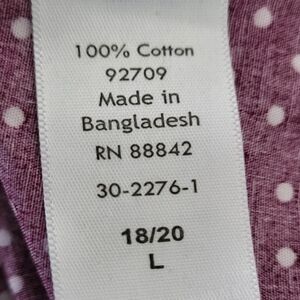 100% Cotton
92709
Made in
Bangladesh
RN 88842
30-2276-1
18/20
L